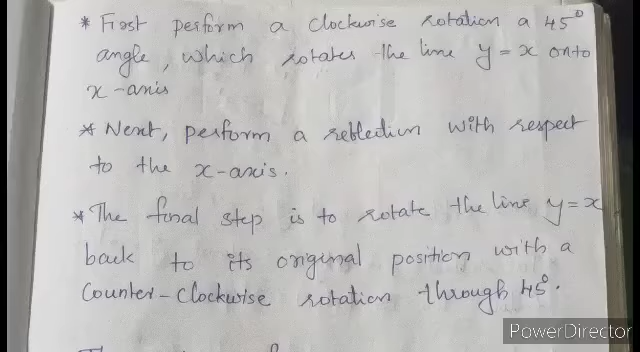 * First perform a clockwise rotation a 45°
angle, which rotates the line y = x onto
x-axis
* Next, perform a reflection with respect
to the x-axis.
* The final step is to rotate the line y=x
back to its original position with a
Counter-Clockwise rotation through 45°.
PowerDirector